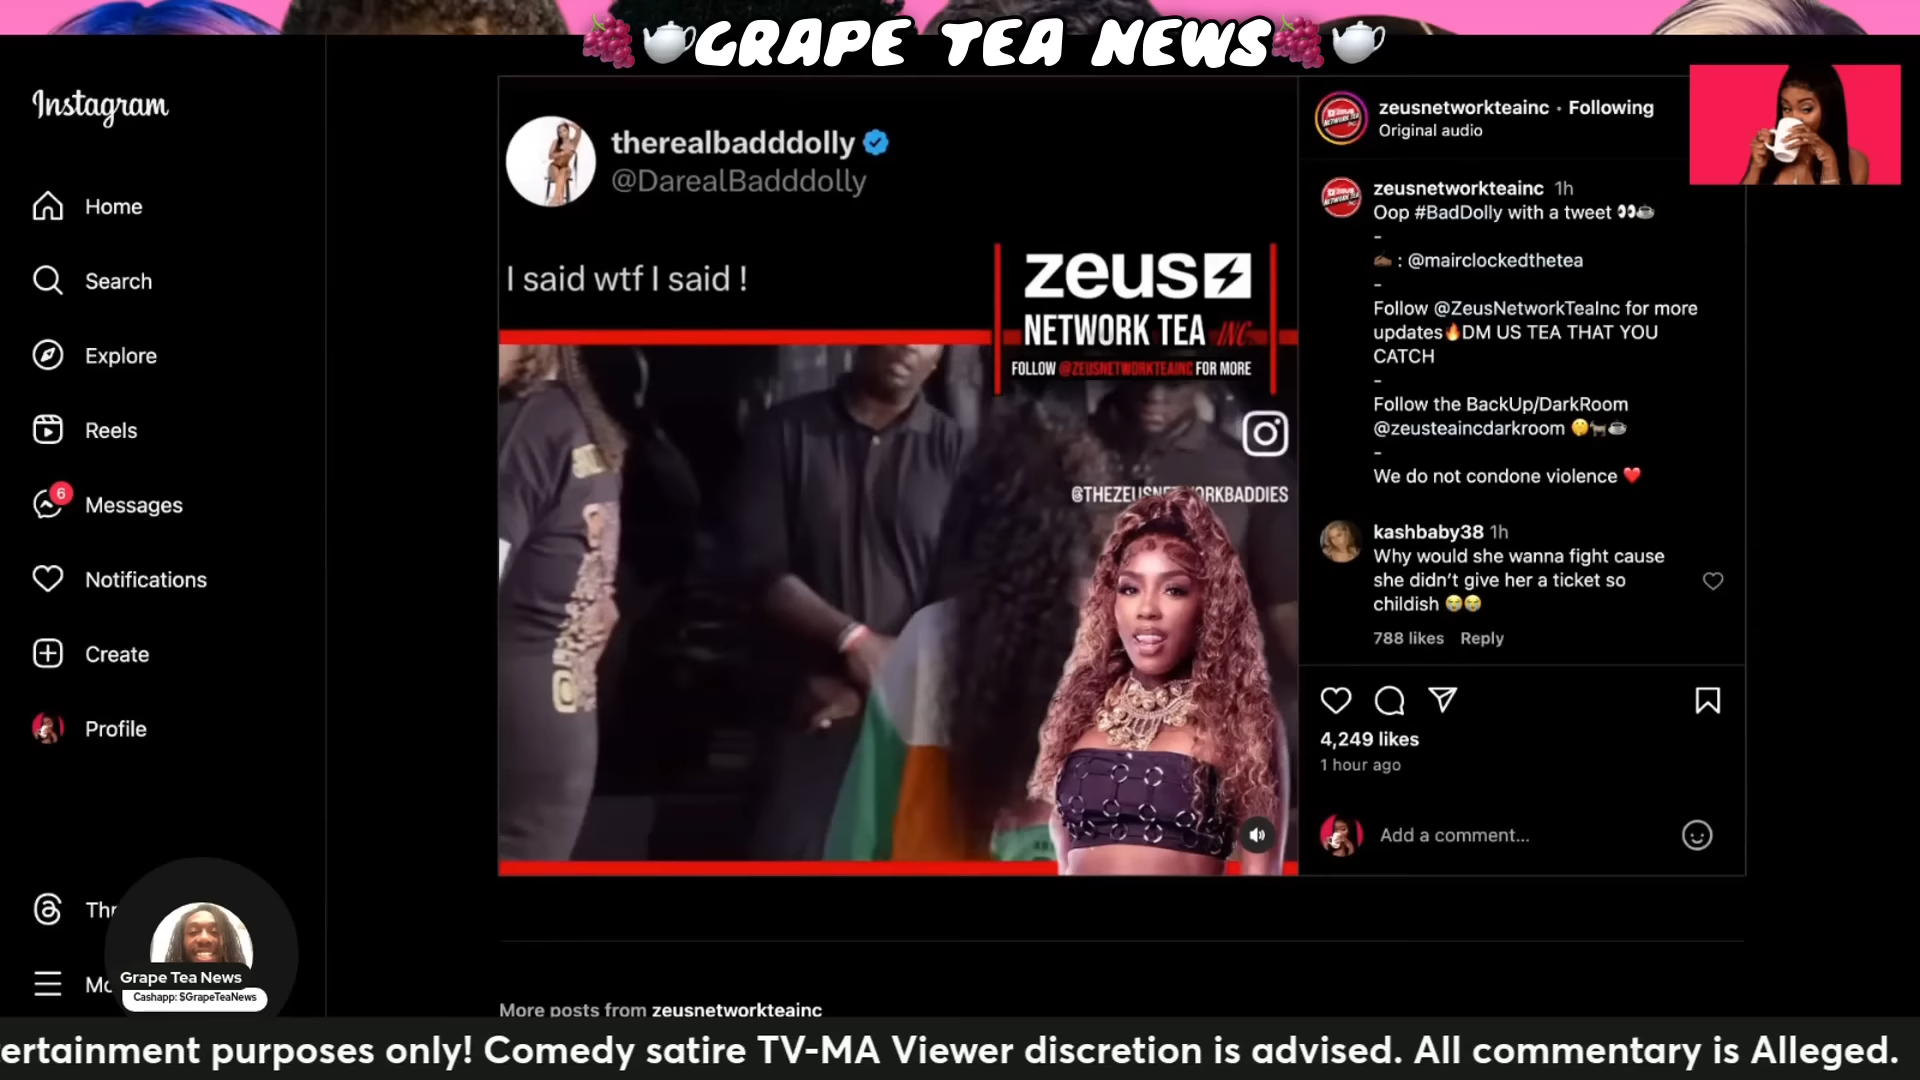 GRAPE TEA NEWS
Instagram
Home
Search
Explore
Reels
6
Messages
Notifications
Create
Profile
Grape Tea News
Cashapp: $GrapeTeaNews
therealbadddolly
@DarealBadddolly
I said wtf I said !
zeus
NETWORK TEA INC.
FOLLOW @ZEUSNETWORKTEAINC FOR MORE
zeusnetworkteainc • Following
Original audio
zeusnetworkteainc 1h
Oop #BadDolly with a tweet 👀☕
-
✍🏾 : @mairclockedthetea
-
Follow @ZeusNetworkTeaInc for more
updates🔥DM US TEA THAT YOU
CATCH
-
Follow the BackUp/DarkRoom
@zeusteaincdarkroom 🤫🐐☕
-
We do not condone violence ❤️
kashbaby38 1h
Why would she wanna fight cause
she didn't give her a ticket so
childish 😭😭
788 likes Reply
4,249 likes
1 hour ago
Add a comment...
More posts from zeusnetworkteainc
ertainment purposes only! Comedy satire TV-MA Viewer discretion is advised. All commentary is Alleged.